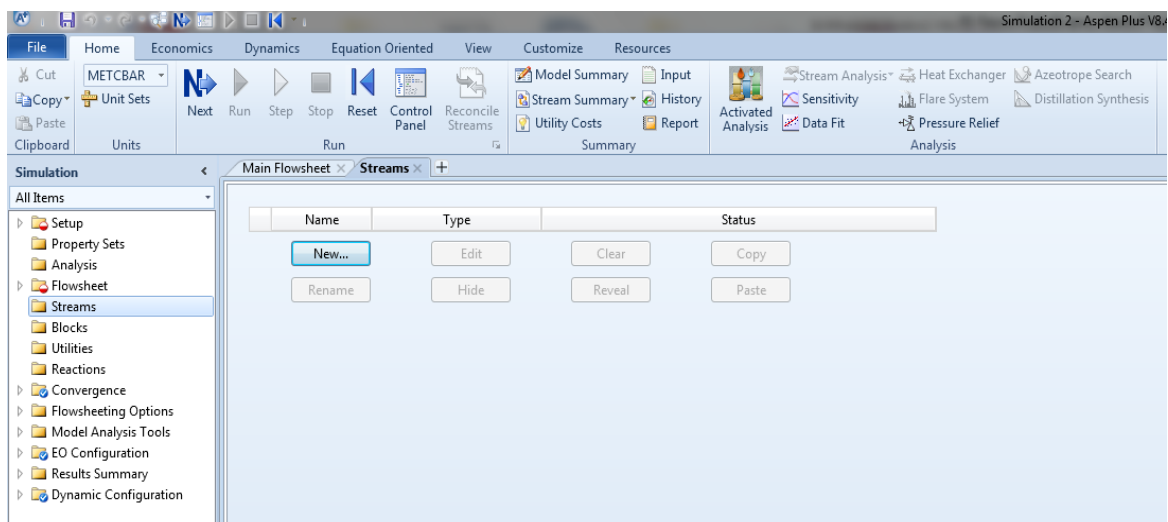 Simulation 2 - Aspen Plus V8.4
File Home Economics Dynamics Equation Oriented View Customize Resources
Cut METCBAR Model Summary Input Stream Analysis Heat Exchanger Azeotrope Search
Copy Unit Sets Next Run Step Stop Reset Control Panel Reconcile Streams Stream Summary History Activated Analysis Sensitivity Flare System Distillation Synthesis
Paste Utility Costs Report Data Fit Pressure Relief
Clipboard Units Run Summary Analysis
Simulation < Main Flowsheet Streams +
All Items
Name Type Status
Setup
New... Edit Clear Copy
Property Sets
Analysis
Flowsheet
Rename Hide Reveal Paste
Streams
Blocks
Utilities
Reactions
Convergence
Flowsheeting Options
Model Analysis Tools
EO Configuration
Results Summary
Dynamic Configuration